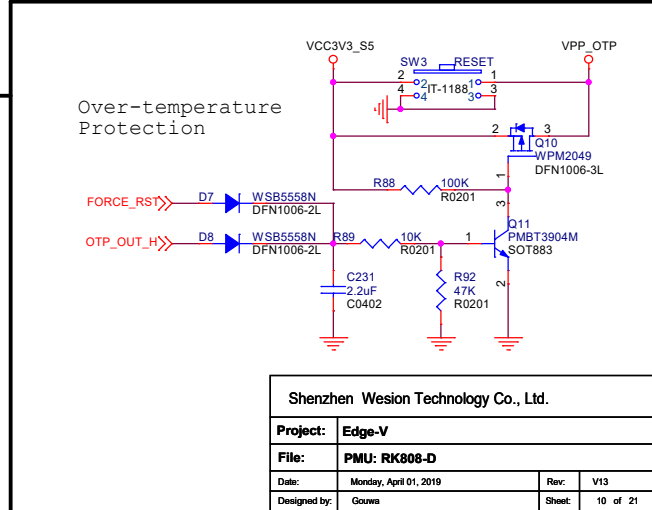 VCC3V3_S5
VPP_OTP
SW3 RESET
2 1
2 1
4 IT-1188 3
4 3
Over-temperature
Protection
2 3
Q10
WPM2049
DFN1006-3L
1
R88 100K
R0201
3
FORCE_RST D7 WSB5558N
DFN1006-2L
Q11
PMBT3904M
SOT883
OTP_OUT_H D8 WSB5558N
DFN1006-2L
R89 10K
R0201
1
2
C231
2.2uF
C0402
R92
47K
R0201
Shenzhen Wesion Technology Co., Ltd.
Project: Edge-V
File: PMU: RK808-D
Date: Monday, April 01, 2019 Rev: V13
Designed by: Gouwa Sheet: 10 of 21